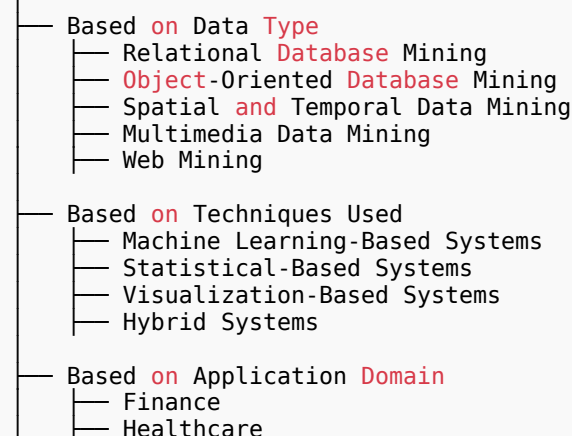 Based on Data Type
Relational Database Mining
Object-Oriented Database Mining
Spatial and Temporal Data Mining
Multimedia Data Mining
Web Mining
Based on Techniques Used
Machine Learning-Based Systems
Statistical-Based Systems
Visualization-Based Systems
Hybrid Systems
Based on Application Domain
Finance
Healthcare